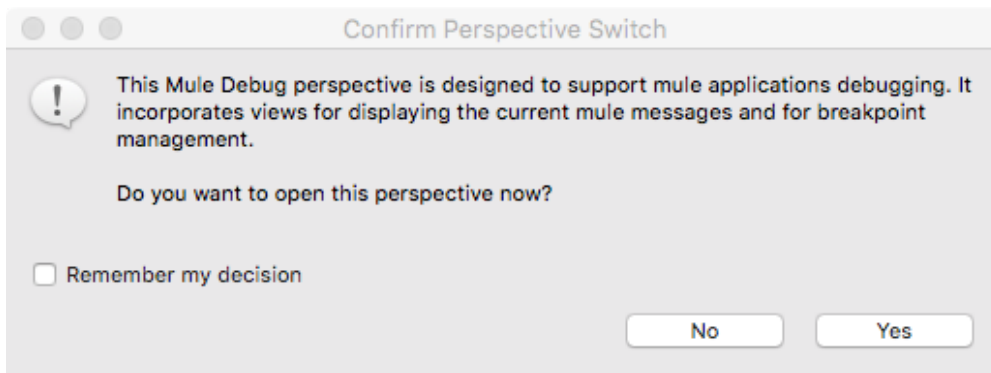 Confirm Perspective Switch
This Mule Debug perspective is designed to support mule applications debugging. It
incorporates views for displaying the current mule messages and for breakpoint
management.
Do you want to open this perspective now?
Remember my decision
No
Yes